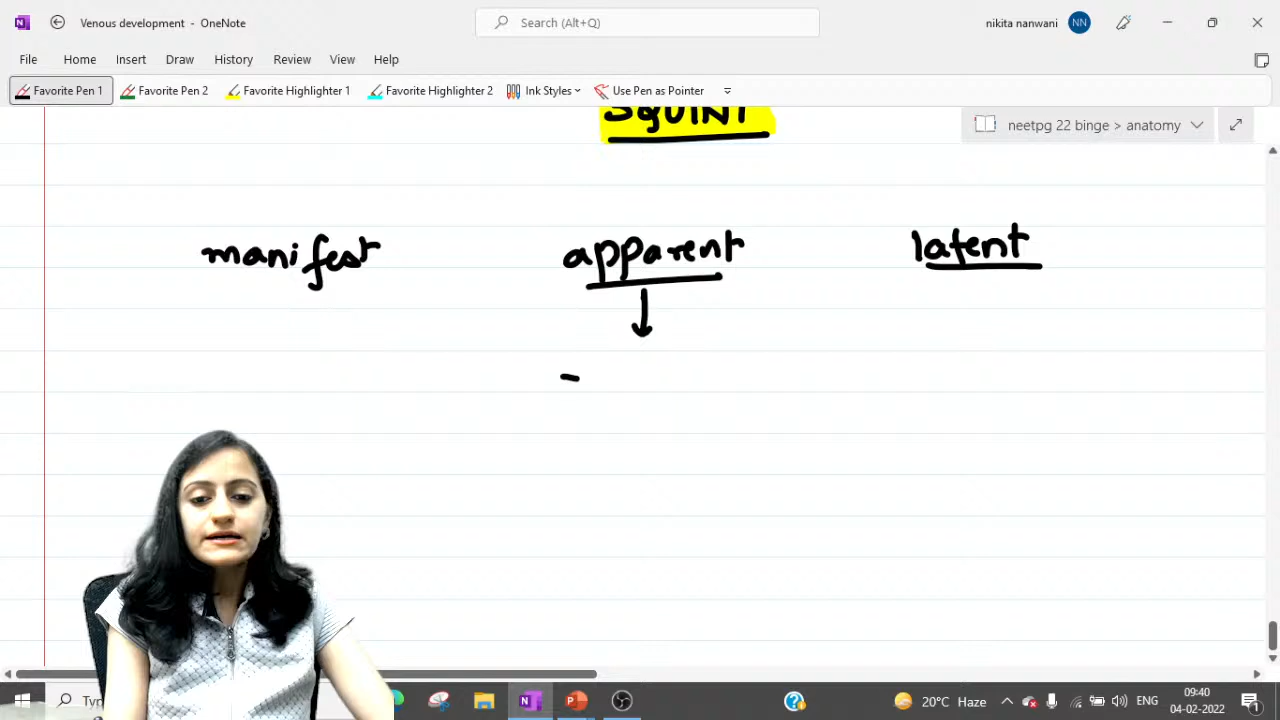 Venous development - OneNote
Search (Alt+Q)
nikita nanwani
NN
File Home Insert Draw History Review View Help
Favorite Pen 1 Favorite Pen 2 Favorite Highlighter 1 Favorite Highlighter 2 Ink Styles Use Pen as Pointer
SQUINT
neetpg 22 binge > anatomy
manifest apparent latent
Typ
20°C Haze
ENG
09:40
04-02-2022
1